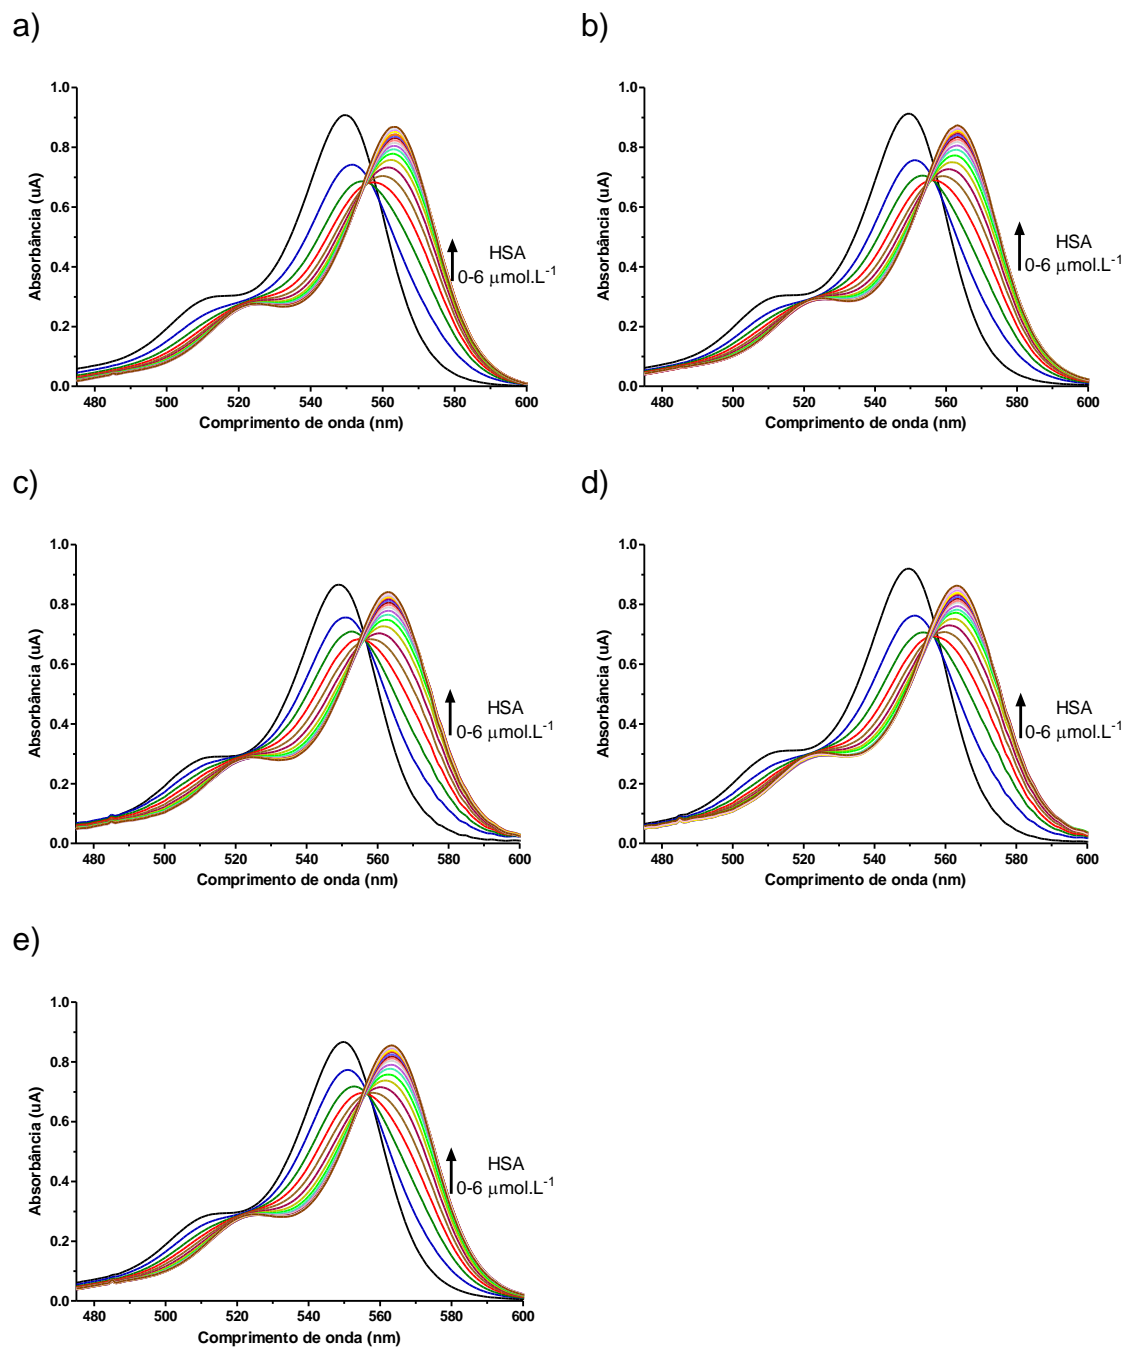 a)
1.0
0.8
0.6
0.4
0.2
0.0
Absorbância (uA)
480 500 520 540 560 580 600
Comprimento de onda (nm)
HSA
0-6 μmol.L⁻¹
b)
1.0
0.8
0.6
0.4
0.2
0.0
Absorbância (uA)
480 500 520 540 560 580 600
Comprimento de onda (nm)
HSA
0-6 μmol.L⁻¹
c)
1.0
0.8
0.6
0.4
0.2
0.0
Absorbância (uA)
480 500 520 540 560 580 600
Comprimento de onda (nm)
HSA
0-6 μmol.L⁻¹
d)
1.0
0.8
0.6
0.4
0.2
0.0
Absorbância (uA)
480 500 520 540 560 580 600
Comprimento de onda (nm)
HSA
0-6 μmol.L⁻¹
e)
1.0
0.8
0.6
0.4
0.2
0.0
Absorbância (uA)
480 500 520 540 560 580 600
Comprimento de onda (nm)
HSA
0-6 μmol.L⁻¹